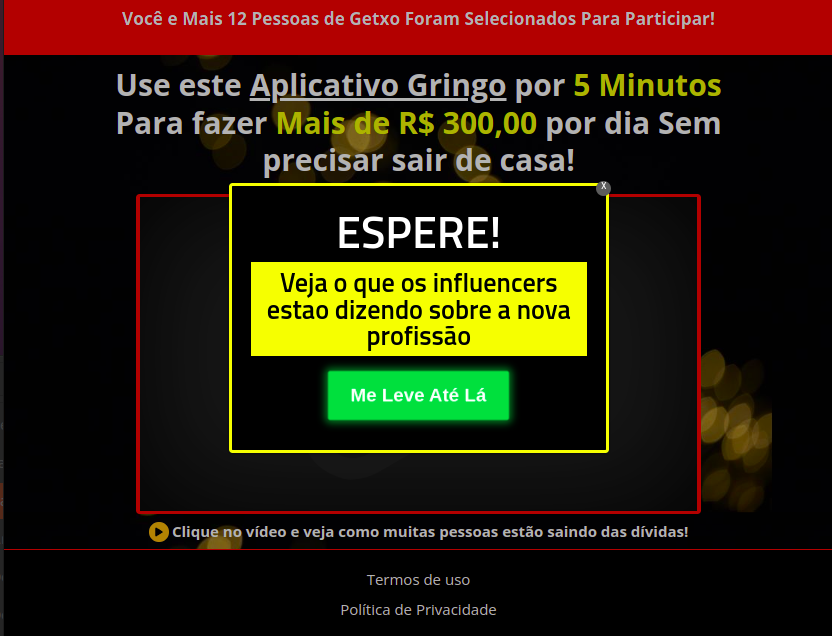 Você e Mais 12 Pessoas de Getxo Foram Selecionados Para Participar!
Use este Aplicativo Gringo por 5 Minutos
Para fazer Mais de R$ 300,00 por dia Sem
precisar sair de casa!
X
ESPERE!
Veja o que os influencers
estao dizendo sobre a nova
profissão
Me Leve Até Lá
Clique no vídeo e veja como muitas pessoas estão saindo das dívidas!
Termos de uso
Política de Privacidade